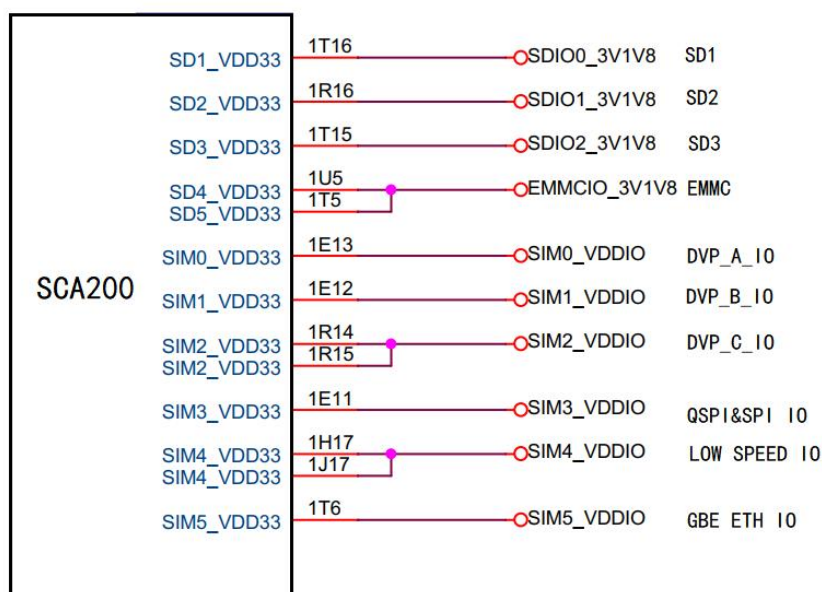 SD1_VDD33 1T16 SDIO0_3V1V8 SD1
SD2_VDD33 1R16 SDIO1_3V1V8 SD2
SD3_VDD33 1T15 SDIO2_3V1V8 SD3
SD4_VDD33 1U5 EMMCIO_3V1V8 EMMC
SD5_VDD33 1T5
SIM0_VDD33 1E13 SIM0_VDDIO DVP_A_IO
SCA200
SIM1_VDD33 1E12 SIM1_VDDIO DVP_B_IO
SIM2_VDD33 1R14 SIM2_VDDIO DVP_C_IO
SIM2_VDD33 1R15
SIM3_VDD33 1E11 SIM3_VDDIO QSPI&SPI IO
SIM4_VDD33 1H17 SIM4_VDDIO LOW SPEED IO
SIM4_VDD33 1J17
SIM5_VDD33 1T6 SIM5_VDDIO GBE ETH IO